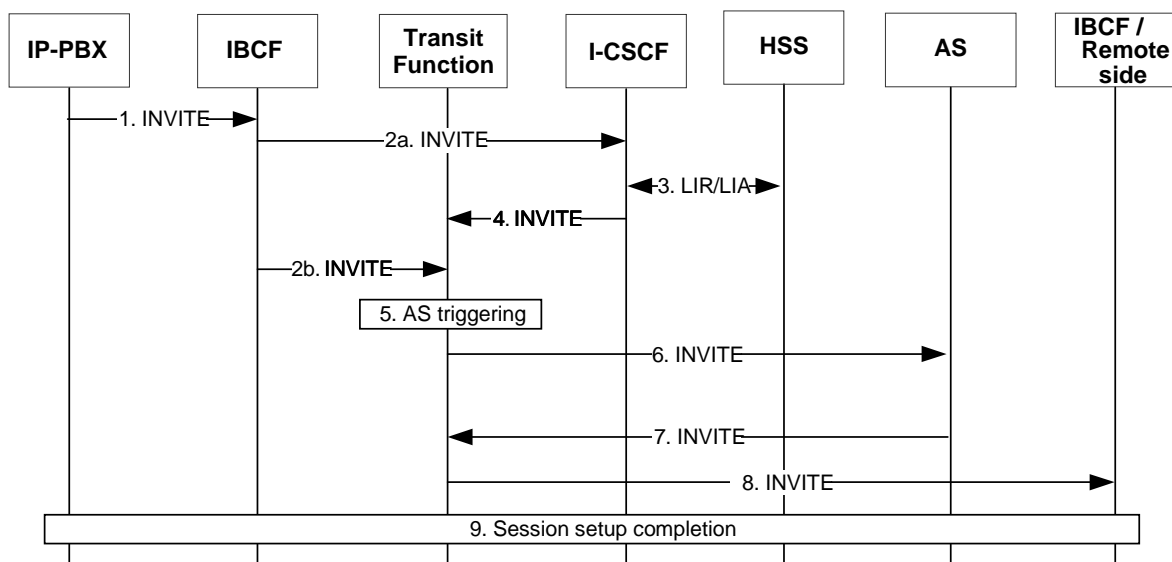 IP-PBX
IBCF
Transit
Function
I-CSCF
HSS
AS
IBCF /
Remote
side
1. INVITE
2a. INVITE
3. LIR/LIA
4. INVITE
2b. INVITE
5. AS triggering
6. INVITE
7. INVITE
8. INVITE
9. Session setup completion